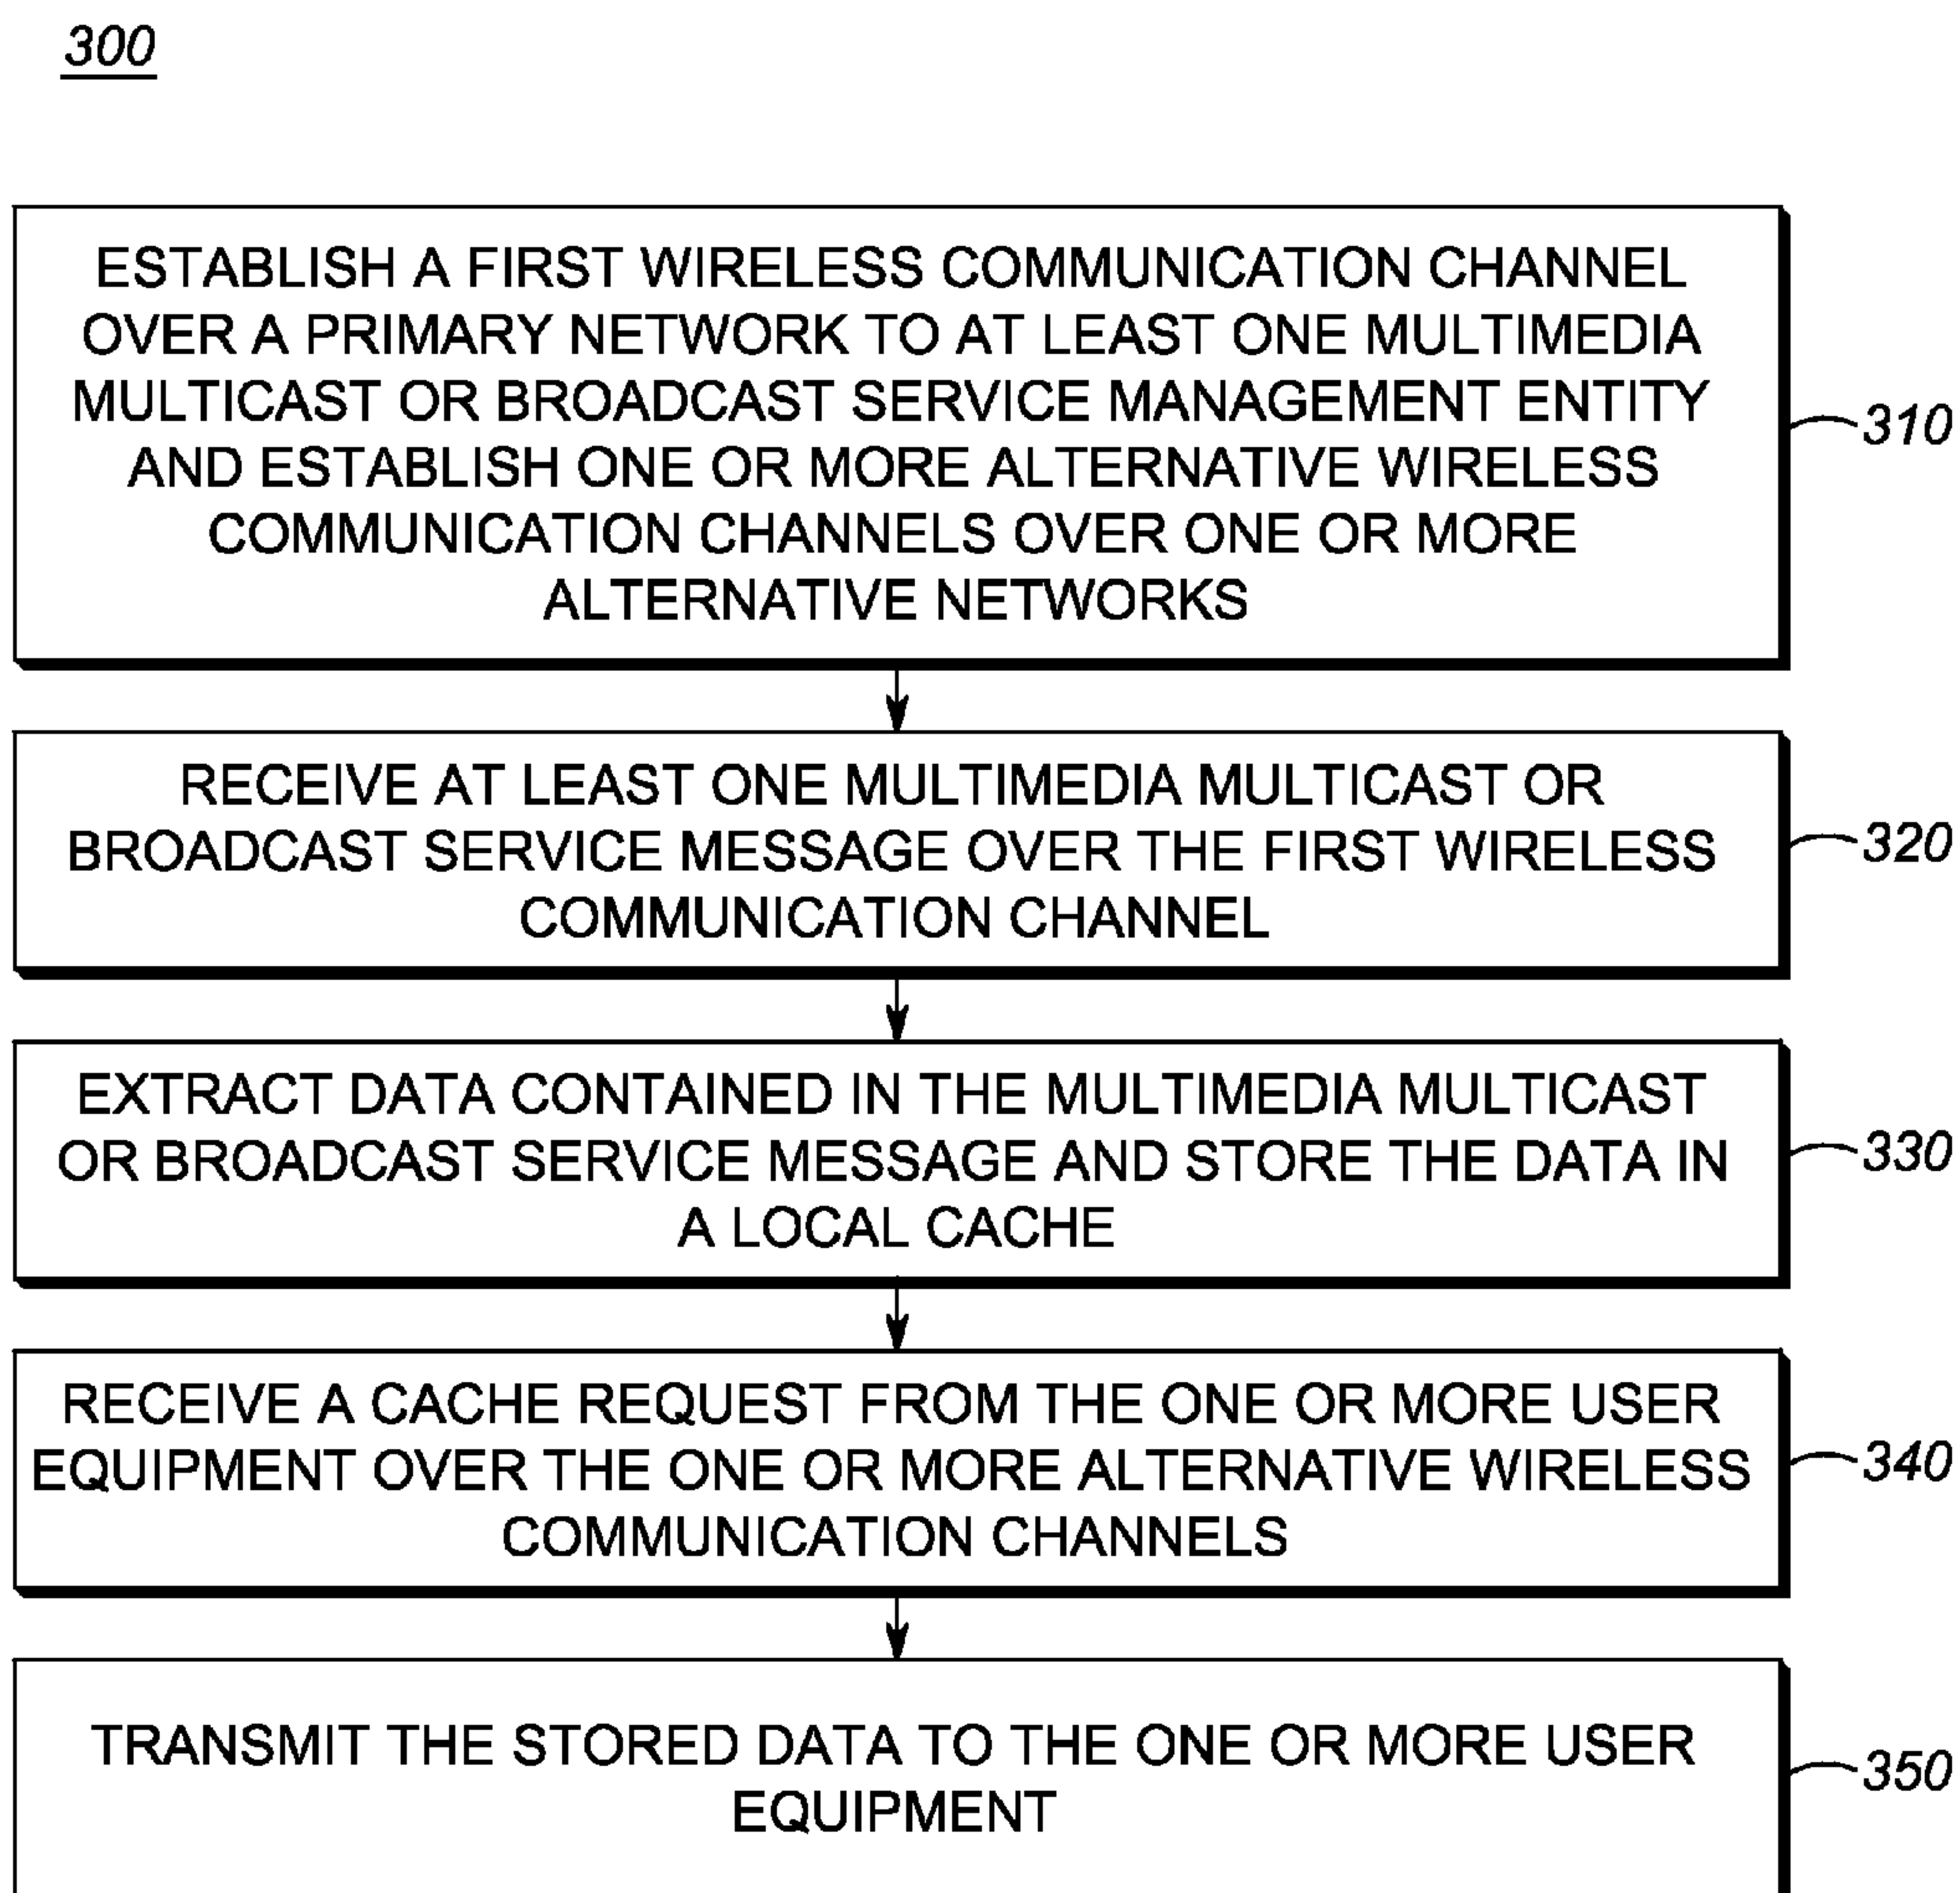 300
ESTABLISH A FIRST WIRELESS COMMUNICATION CHANNEL
OVER A PRIMARY NETWORK TO AT LEAST ONE MULTIMEDIA
MULTICAST OR BROADCAST SERVICE MANAGEMENT ENTITY
AND ESTABLISH ONE OR MORE ALTERNATIVE WIRELESS
COMMUNICATION CHANNELS OVER ONE OR MORE
ALTERNATIVE NETWORKS
310
RECEIVE AT LEAST ONE MULTIMEDIA MULTICAST OR
BROADCAST SERVICE MESSAGE OVER THE FIRST WIRELESS
COMMUNICATION CHANNEL
320
EXTRACT DATA CONTAINED IN THE MULTIMEDIA MULTICAST
OR BROADCAST SERVICE MESSAGE AND STORE THE DATA IN
A LOCAL CACHE
330
RECEIVE A CACHE REQUEST FROM THE ONE OR MORE USER
EQUIPMENT OVER THE ONE OR MORE ALTERNATIVE WIRELESS
COMMUNICATION CHANNELS
340
TRANSMIT THE STORED DATA TO THE ONE OR MORE USER
EQUIPMENT
350